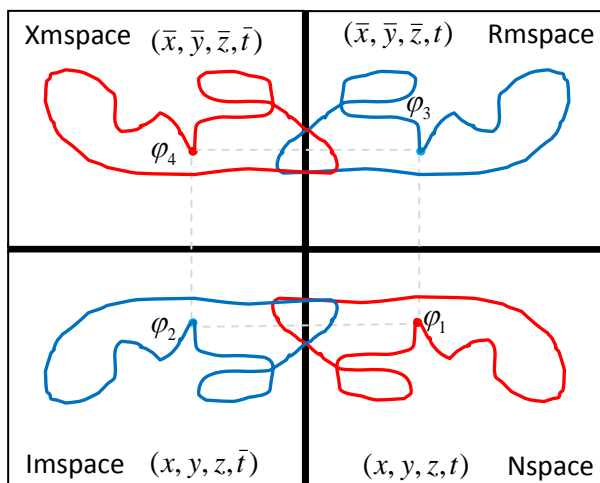 Xmspace (x̄, ȳ, z̄, t̄) (x̄, ȳ, z̄, t) Rmspace
φ₄ φ₃
φ₂ φ₁
Imspace (x, y, z, t̄) (x, y, z, t) Nspace